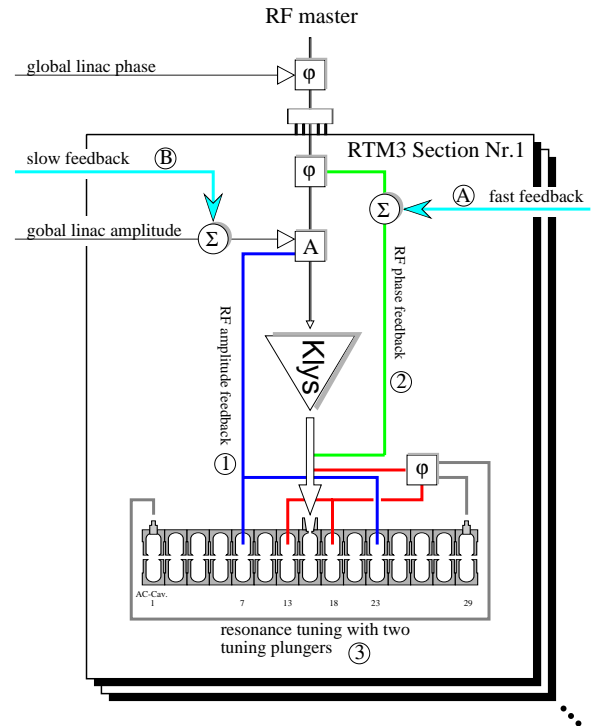 RF master
global linac phase
φ
RTM3 Section Nr.1
slow feedback
B
φ
A
fast feedback
Σ
gobal linac amplitude
Σ
A
RF amplitude feedback
RF phase feedback
Klys
2
1
φ
AC-Cav.
1 7 13 18 23 29
resonance tuning with two
tuning plungers 3